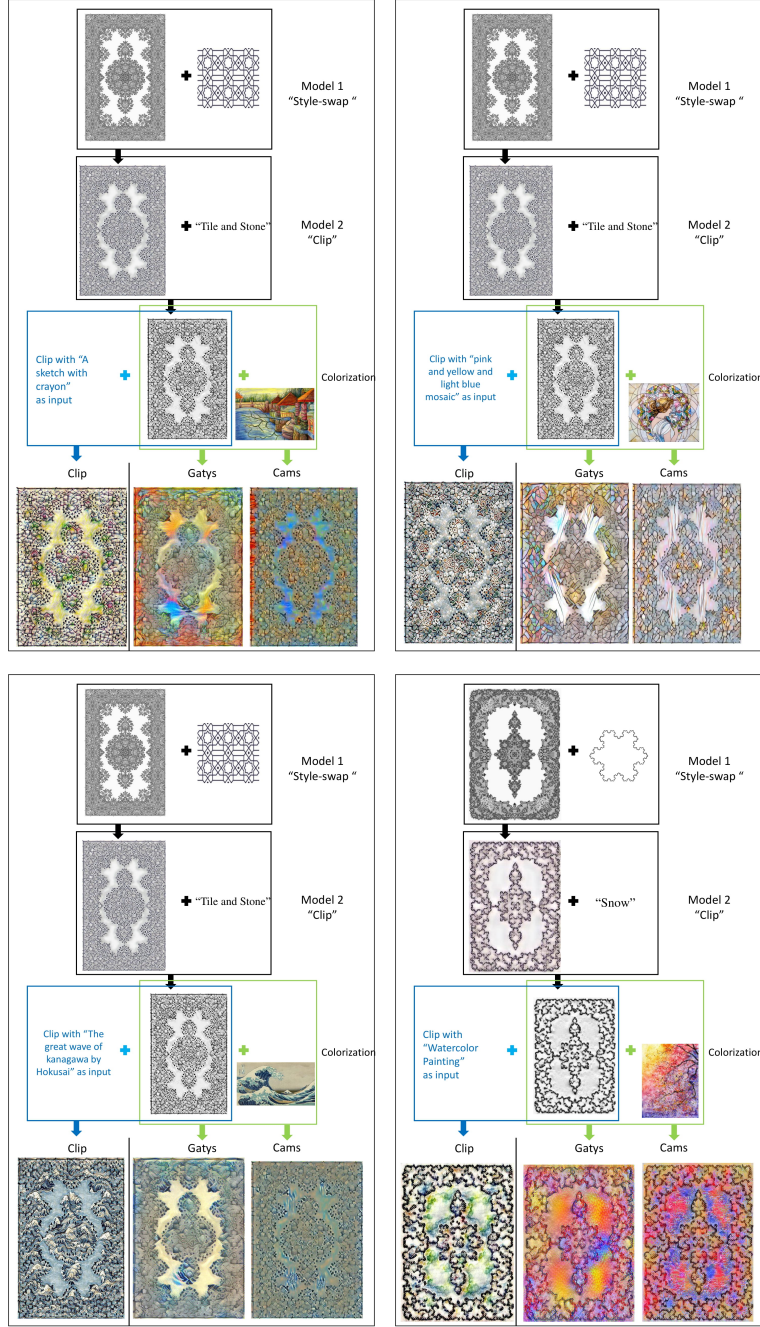 Model 1
“Style-swap “
“Tile and Stone”
Model 2
“Clip”
Clip with “A
sketch with
crayon”
as input
Colorization
Clip
Gatys
Cams
Model 1
“Style-swap “
“Tile and Stone”
Model 2
“Clip”
Clip with “pink
and yellow and
light blue
mosaic” as input
Colorization
Clip
Gatys
Cams
Model 1
“Style-swap “
“Tile and Stone”
Model 2
“Clip”
Clip with “The
great wave of
kanagawa by
Hokusai” as input
Colorization
Clip
Gatys
Cams
Model 1
“Style-swap “
“Snow”
Model 2
“Clip”
Clip with
“Watercolor
Painting”
as input
Colorization
Clip
Gatys
Cams